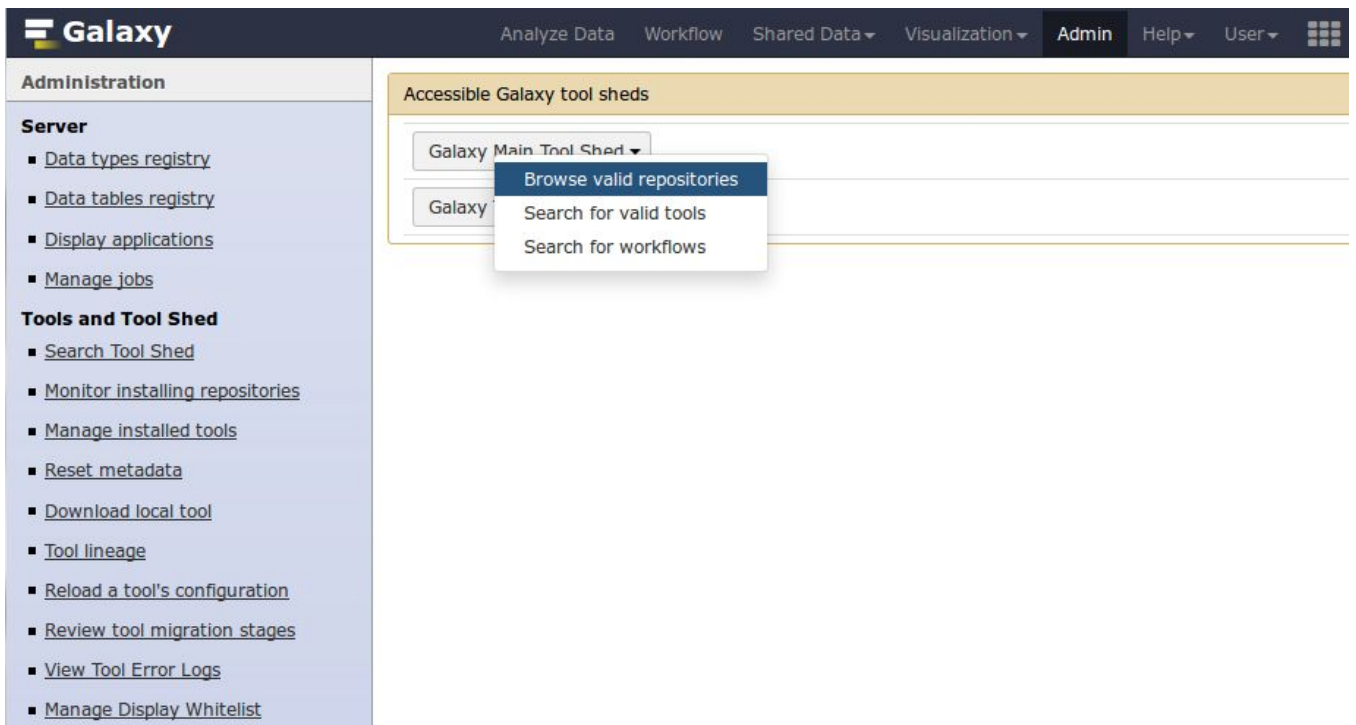 Galaxy
Analyze Data Workflow Shared Data Visualization Admin Help User
Administration
Server
Data types registry
Data tables registry
Display applications
Manage jobs
Tools and Tool Shed
Search Tool Shed
Monitor installing repositories
Manage installed tools
Reset metadata
Download local tool
Tool lineage
Reload a tool's configuration
Review tool migration stages
View Tool Error Logs
Manage Display Whitelist
Accessible Galaxy tool sheds
Galaxy Main Tool Shed
Browse valid repositories
Search for valid tools
Search for workflows
Galaxy